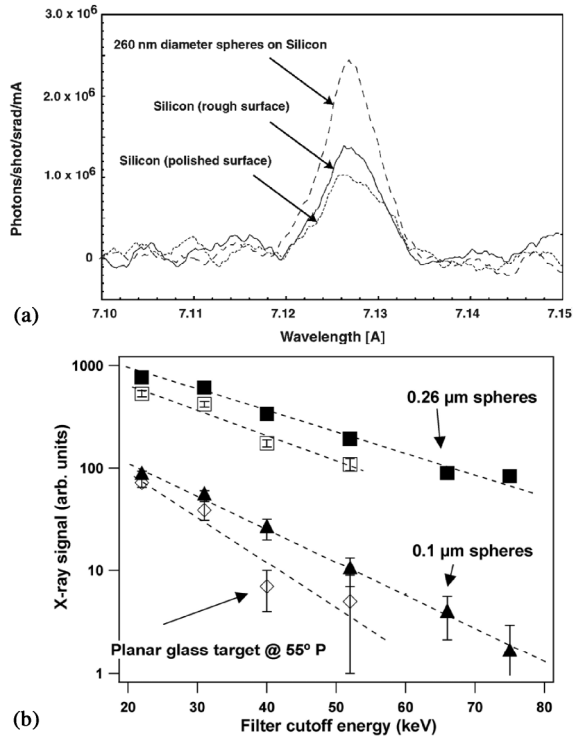 3.0 x 10⁶
260 nm diameter spheres on Silicon
2.0 x 10⁶
Silicon (rough surface)
Silicon (polished surface)
1.0 x 10⁶
0
Photons/shot/srad/mA
7.10 7.11 7.12 7.13 7.14 7.15
Wavelength [A]
(a)
1000
0.26 µm spheres
100
0.1 µm spheres
10
Planar glass target @ 55º P
1
X-ray signal (arb. units)
20 30 40 50 60 70 80
Filter cutoff energy (keV)
(b)